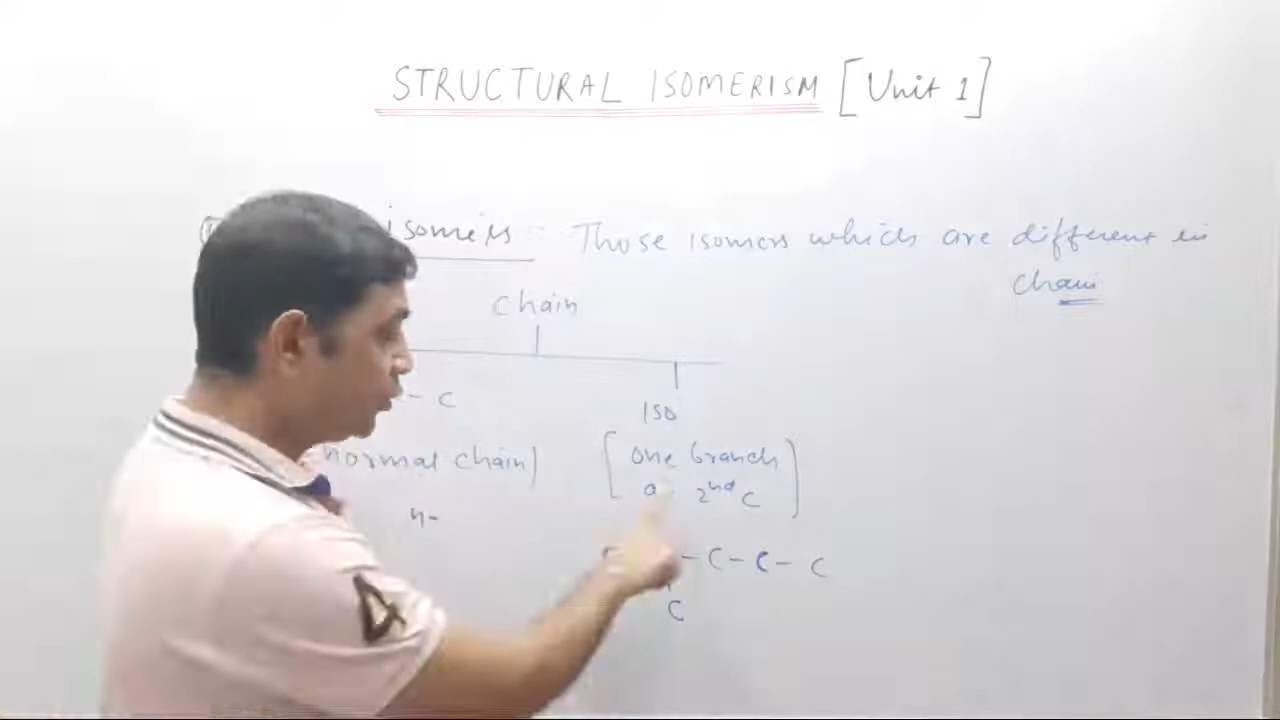 STRUCTURAL ISOMERISM [Unit 1]
isomers : Those isomers which are different in
chain
Chain
- C
ISO
normal chain)
[one branch
2nd C]
n-
- C - C - C
C